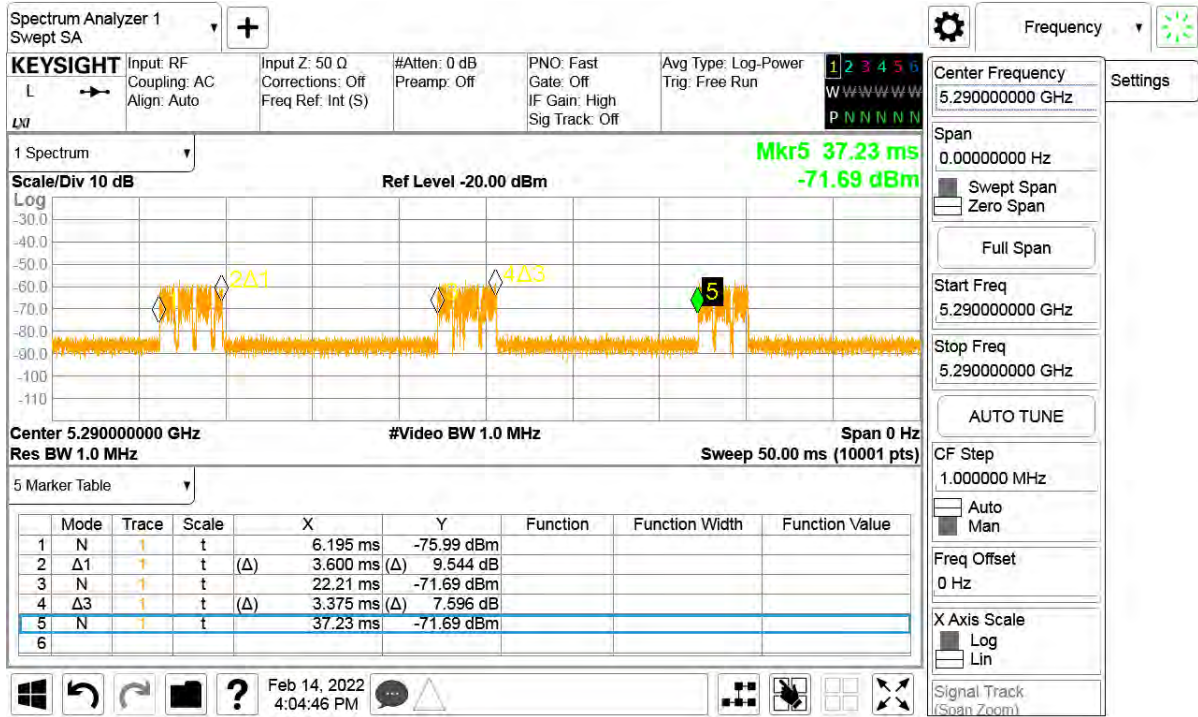 Spectrum Analyzer 1
Swept SA
Frequency
KEYSIGHT Input: RF Input Z: 50 Ω #Atten: 0 dB PNO: Fast Avg Type: Log-Power 1 2 3 4 5 6
L Coupling: AC Corrections: Off Preamp: Off Gate: Off Trig: Free Run W W W W W W
Align: Auto Freq Ref: Int (S) IF Gain: High
LXI Sig Track: Off P N N N N N
1 Spectrum
Mkr5 37.23 ms
-71.69 dBm
Scale/Div 10 dB Ref Level -20.00 dBm
Log
-30.0
-40.0
-50.0
-60.0
-70.0
-80.0
-90.0
-100
-110
2Δ1
4Δ3
5
Center 5.290000000 GHz #Video BW 1.0 MHz Span 0 Hz
Res BW 1.0 MHz Sweep 50.00 ms (10001 pts)
5 Marker Table
Mode Trace Scale X Y Function Function Width Function Value
1 N 1 t 6.195 ms -75.99 dBm
2 Δ1 1 t (Δ) 3.600 ms (Δ) 9.544 dB
3 N 1 t 22.21 ms -71.69 dBm
4 Δ3 1 t (Δ) 3.375 ms (Δ) 7.596 dB
5 N 1 t 37.23 ms -71.69 dBm
6
Feb 14, 2022
4:04:46 PM
Center Frequency
5.290000000 GHz
Settings
Span
0.00000000 Hz
Swept Span
Zero Span
Full Span
Start Freq
5.290000000 GHz
Stop Freq
5.290000000 GHz
AUTO TUNE
CF Step
1.000000 MHz
Auto
Man
Freq Offset
0 Hz
X Axis Scale
Log
Lin
Signal Track
(Span Zoom)